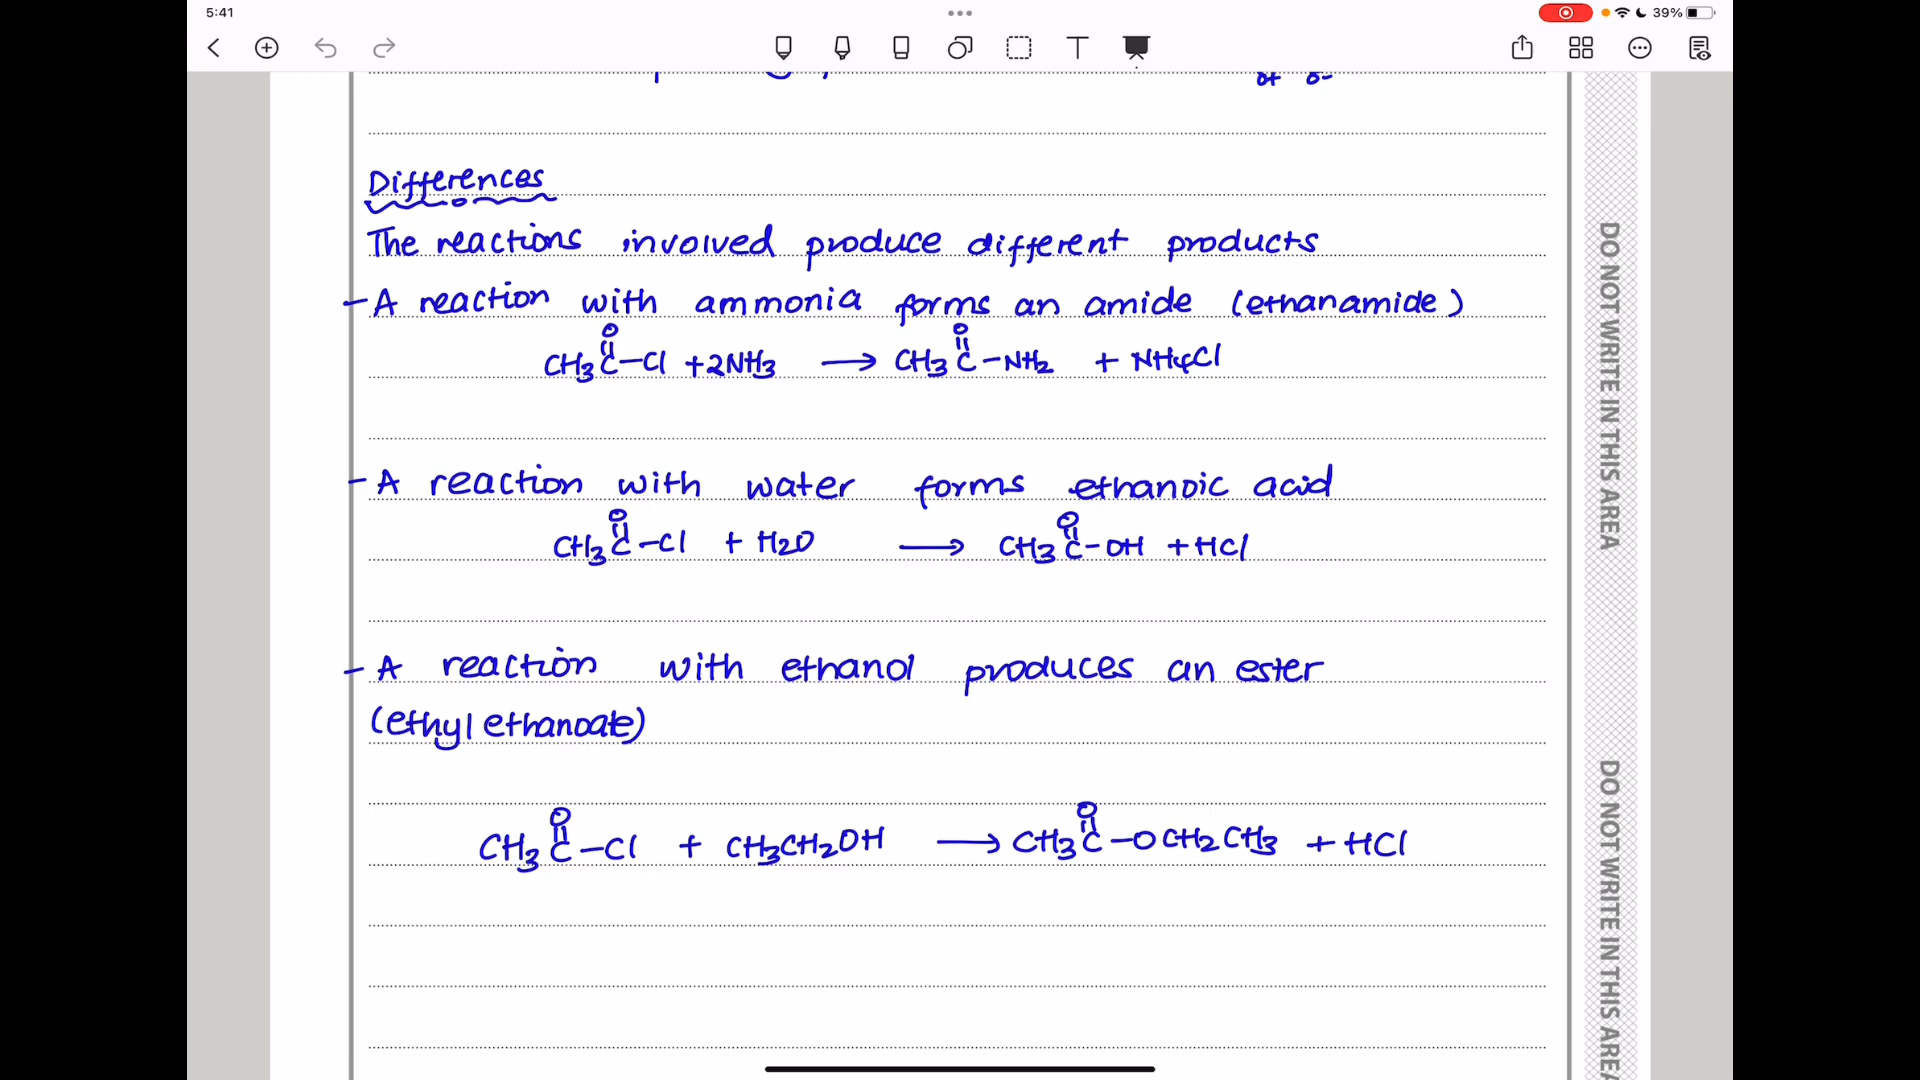 5:41
39%
δ+ δ-
Differences
The reactions involved produce different products
- A reaction with ammonia forms an amide (ethanamide)
O
CH3C-Cl +2NH3 → CH3C-NH2 + NH4Cl
- A reaction with water forms ethanoic acid
O
CH3C-Cl + H2O → CH3C-OH +HCl
- A reaction with ethanol produces an ester
(ethyl ethanoate)
O
CH3C-Cl + CH3CH2OH → CH3C-OCH2CH3 + HCl
DO NOT WRITE IN THIS AREA
DO NOT WRITE IN THIS AREA